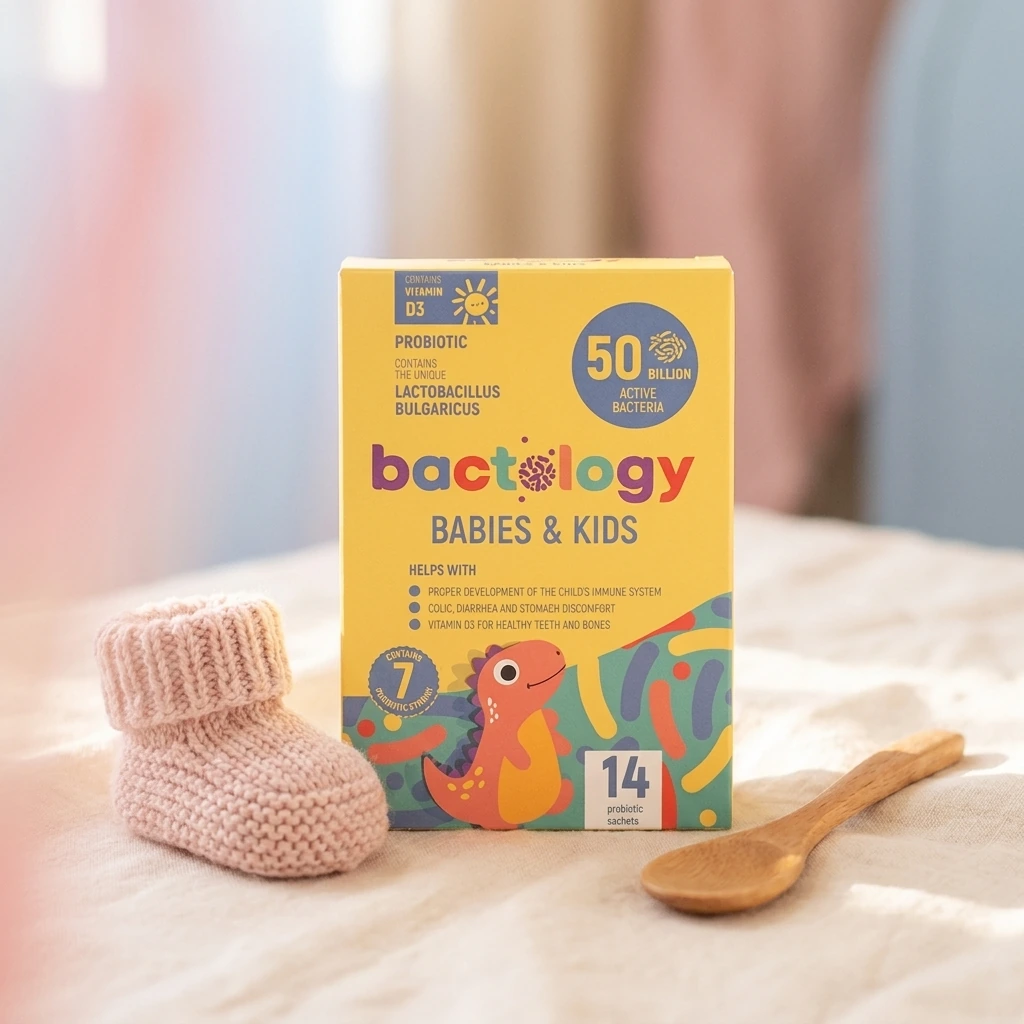 CONTAINS
VITAMIN
D3
PROBIOTIC
CONTAINS
THE UNIQUE
LACTOBACILLUS
BULGARICUS
50
BILLION
ACTIVE
BACTERIA
bactology
BABIES & KIDS
HELPS WITH
PROPER DEVELOPMENT OF THE CHILD'S IMMUNE SYSTEM
COLIC, DIARRHEA AND STOMACH DISCOMFORT
VITAMIN D3 FOR HEALTHY TEETH AND BONES
CONTAINS
7
14
probiotic
sachets